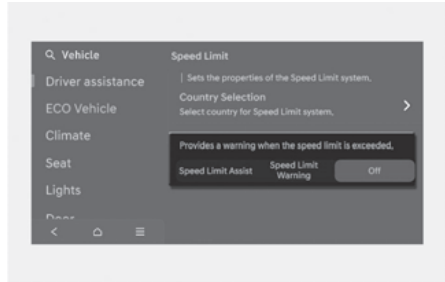 Vehicle
Driver assistance
ECO Vehicle
Climate
Seat
Lights
Door
Speed Limit
Sets the properties of the Speed Limit system.
Country Selection
Select country for Speed Limit system.
Provides a warning when the speed limit is exceeded.
Speed Limit Assist
Speed Limit
Warning
Off